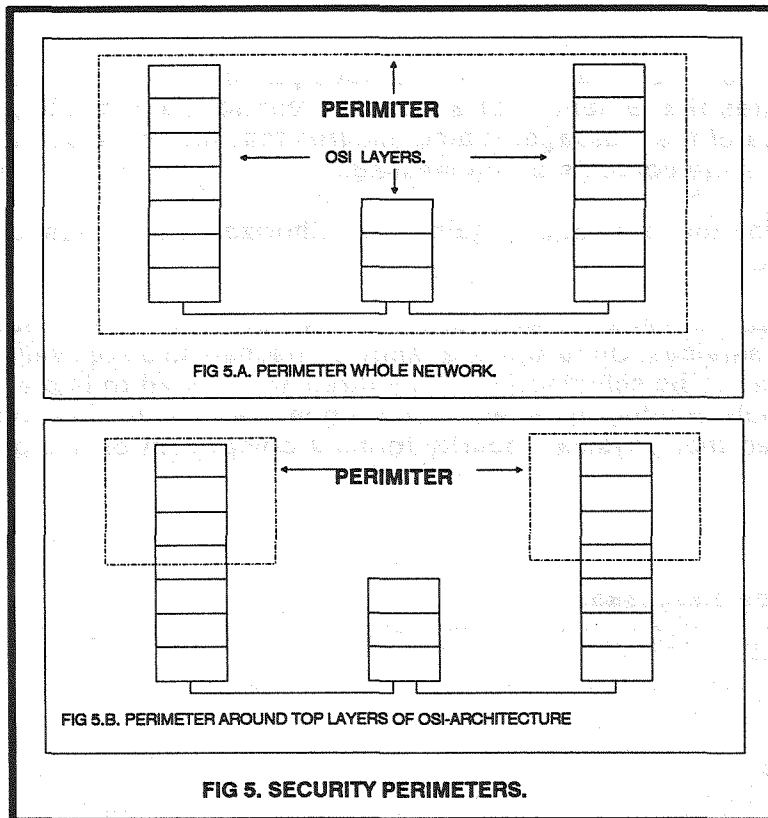 PERIMITER
OSI LAYERS.
FIG 5.A. PERIMETER WHOLE NETWORK.
PERIMITER
FIG 5.B. PERIMETER AROUND TOP LAYERS OF OSI-ARCHITECTURE
FIG 5. SECURITY PERIMETERS.